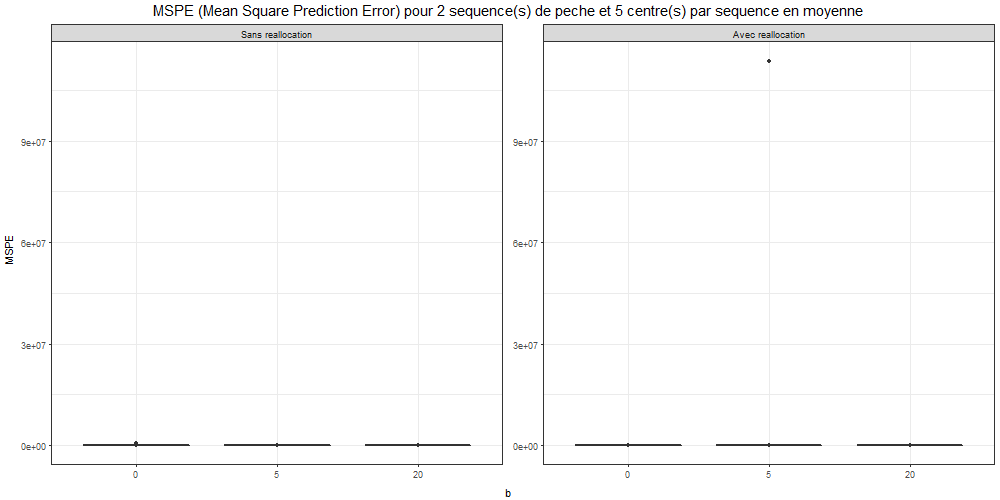 MSPE (Mean Square Prediction Error) pour 2 sequence(s) de peche et 5 centre(s) par sequence en moyenne
Sans reallocation
Avec reallocation
MSPE
9e+07
6e+07
3e+07
0e+00
9e+07
6e+07
3e+07
0e+00
0
5
20
0
5
20
b